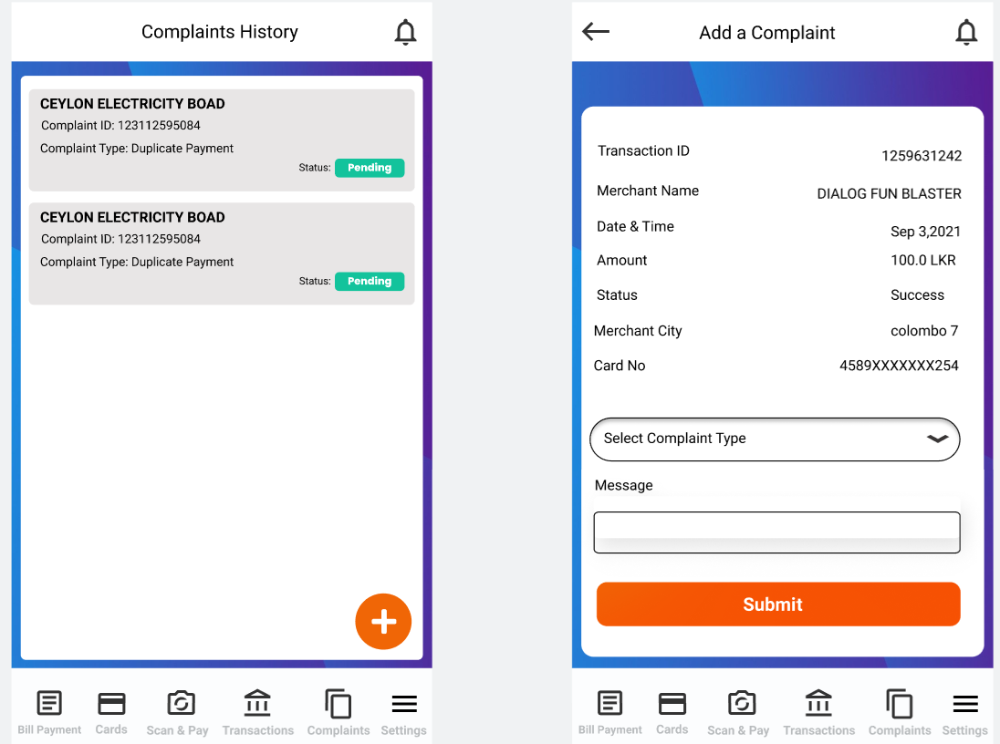 Complaints History
CEYLON ELECTRICITY BOAD
Complaint ID: 123112595084
Complaint Type: Duplicate Payment
Status: Pending
CEYLON ELECTRICITY BOAD
Complaint ID: 123112595084
Complaint Type: Duplicate Payment
Status: Pending
Bill Payment Cards Scan & Pay Transactions Complaints Settings
Add a Complaint
Transaction ID 1259631242
Merchant Name DIALOG FUN BLASTER
Date & Time Sep 3,2021
Amount 100.0 LKR
Status Success
Merchant City colombo 7
Card No 4589XXXXXXX254
Select Complaint Type
Message
Submit
Bill Payment Cards Scan & Pay Transactions Complaints Settings